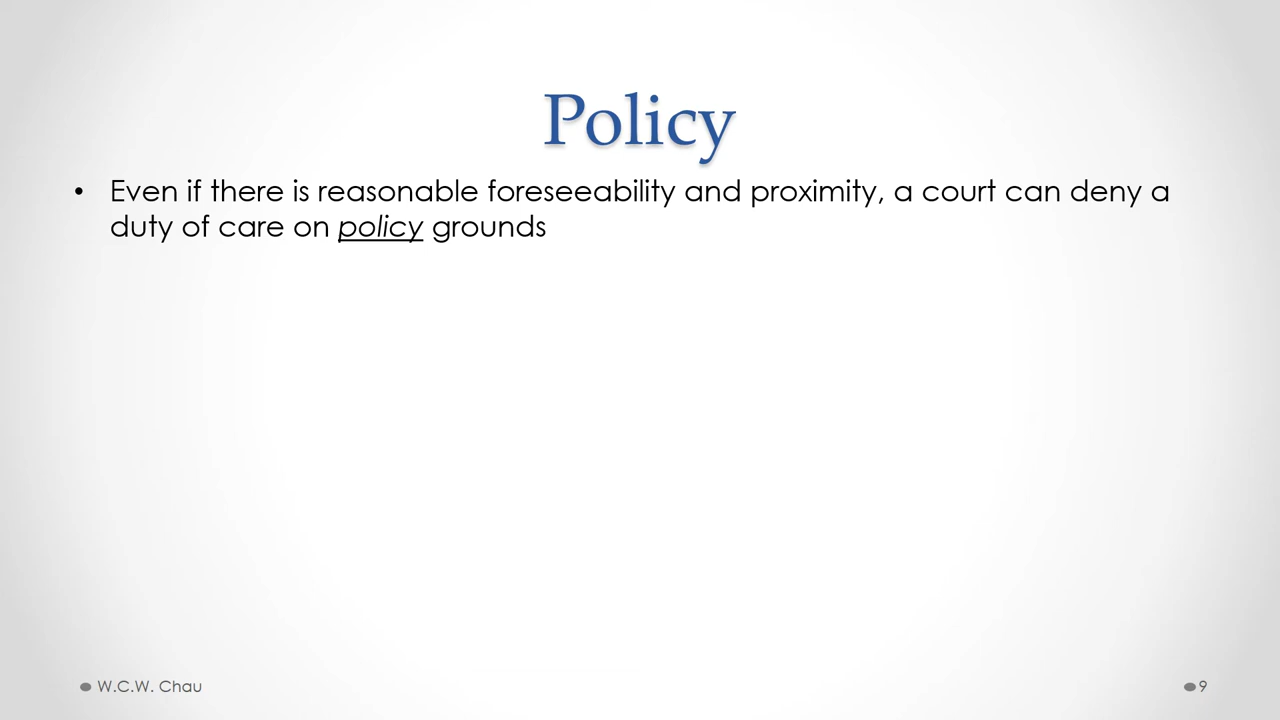 Policy
• Even if there is reasonable foreseeability and proximity, a court can deny a
duty of care on policy grounds
W.C.W. Chau
9